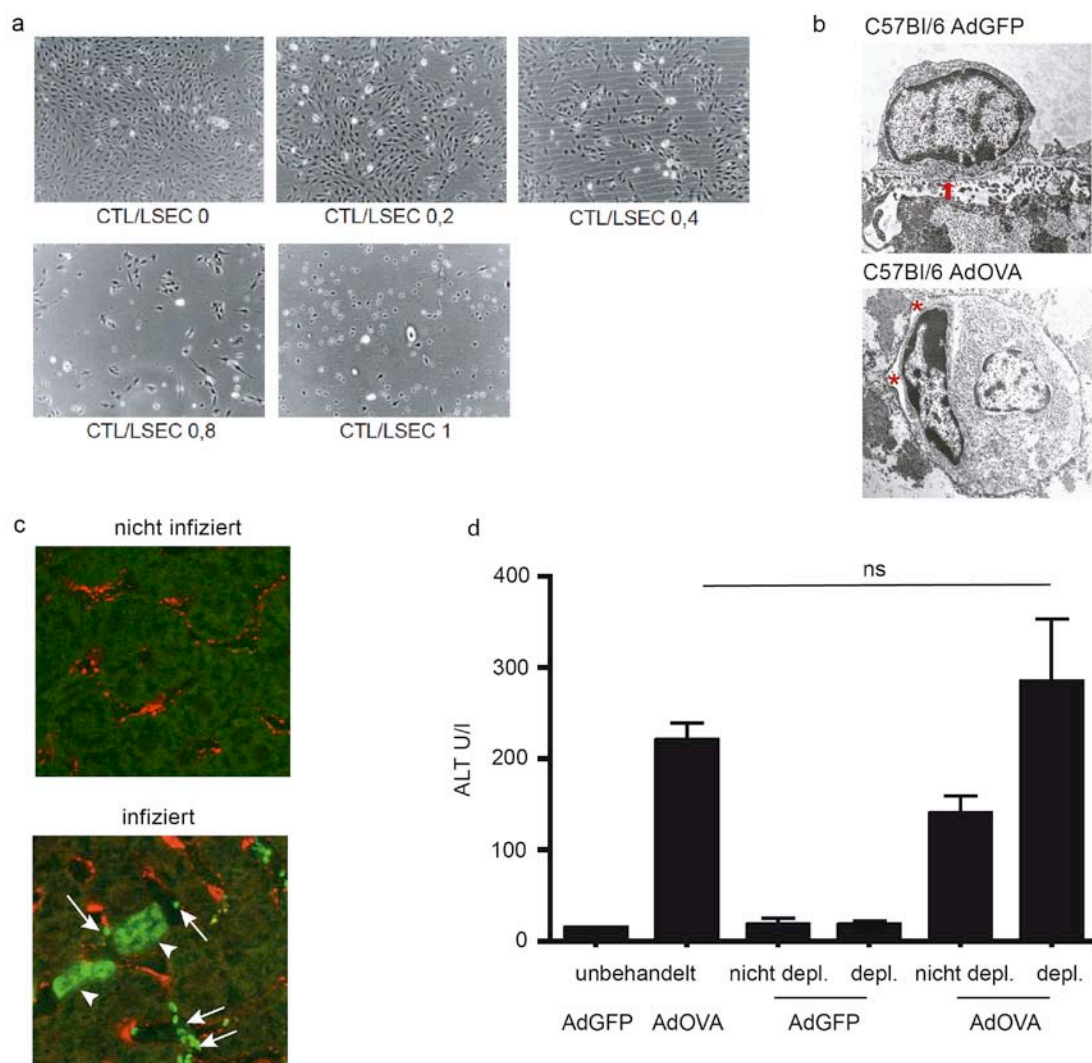 a
CTL/LSEC 0
CTL/LSEC 0,2
CTL/LSEC 0,4
CTL/LSEC 0,8
CTL/LSEC 1
b
C57Bl/6 AdGFP
C57Bl/6 AdOVA
*
*
c
nicht infiziert
infiziert
d
ns
400
300
200
100
0
ALT U/l
unbehandelt
nicht depl.
depl.
nicht depl.
depl.
AdGFP
AdOVA
AdGFP
AdOVA